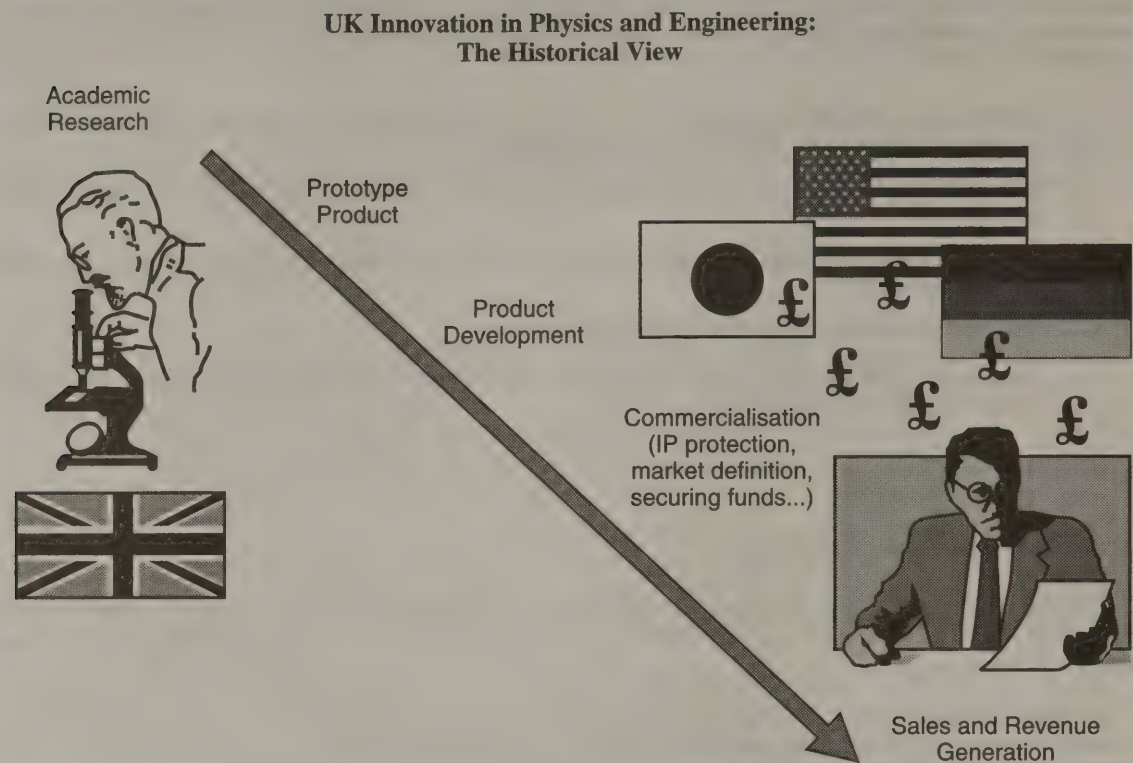 UK Innovation in Physics and Engineering:
The Historical View
Academic
Research
Prototype
Product
Product
Development
Commercialisation
(IP protection,
market definition,
securing funds...)
£
£
£
£
£
£
Sales and Revenue
Generation